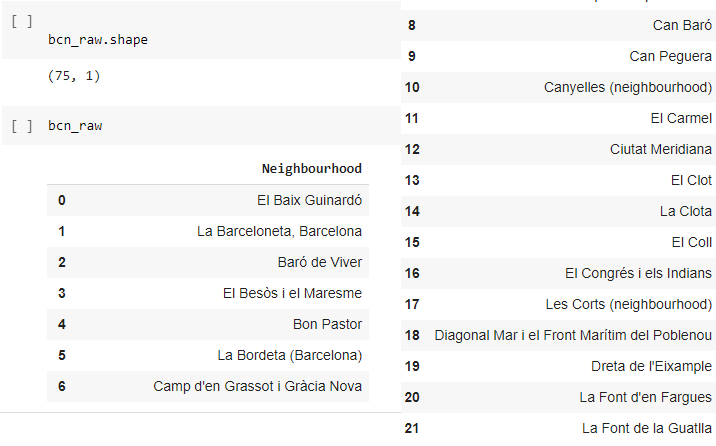 [ ]
bcn_raw.shape
(75, 1)
[ ] bcn_raw
Neighbourhood
0 El Baix Guinardó
1 La Barceloneta, Barcelona
2 Baró de Viver
3 El Besòs i el Maresme
4 Bon Pastor
5 La Bordeta (Barcelona)
6 Camp d'en Grassot i Gràcia Nova
8 Can Baró
9 Can Peguera
10 Canyelles (neighbourhood)
11 El Carmel
12 Ciutat Meridiana
13 El Clot
14 La Clota
15 El Coll
16 El Congrés i els Indians
17 Les Corts (neighbourhood)
18 Diagonal Mar i el Front Marítim del Poblenou
19 Dreta de l'Eixample
20 La Font d'en Fargues
21 La Font de la Guatlla